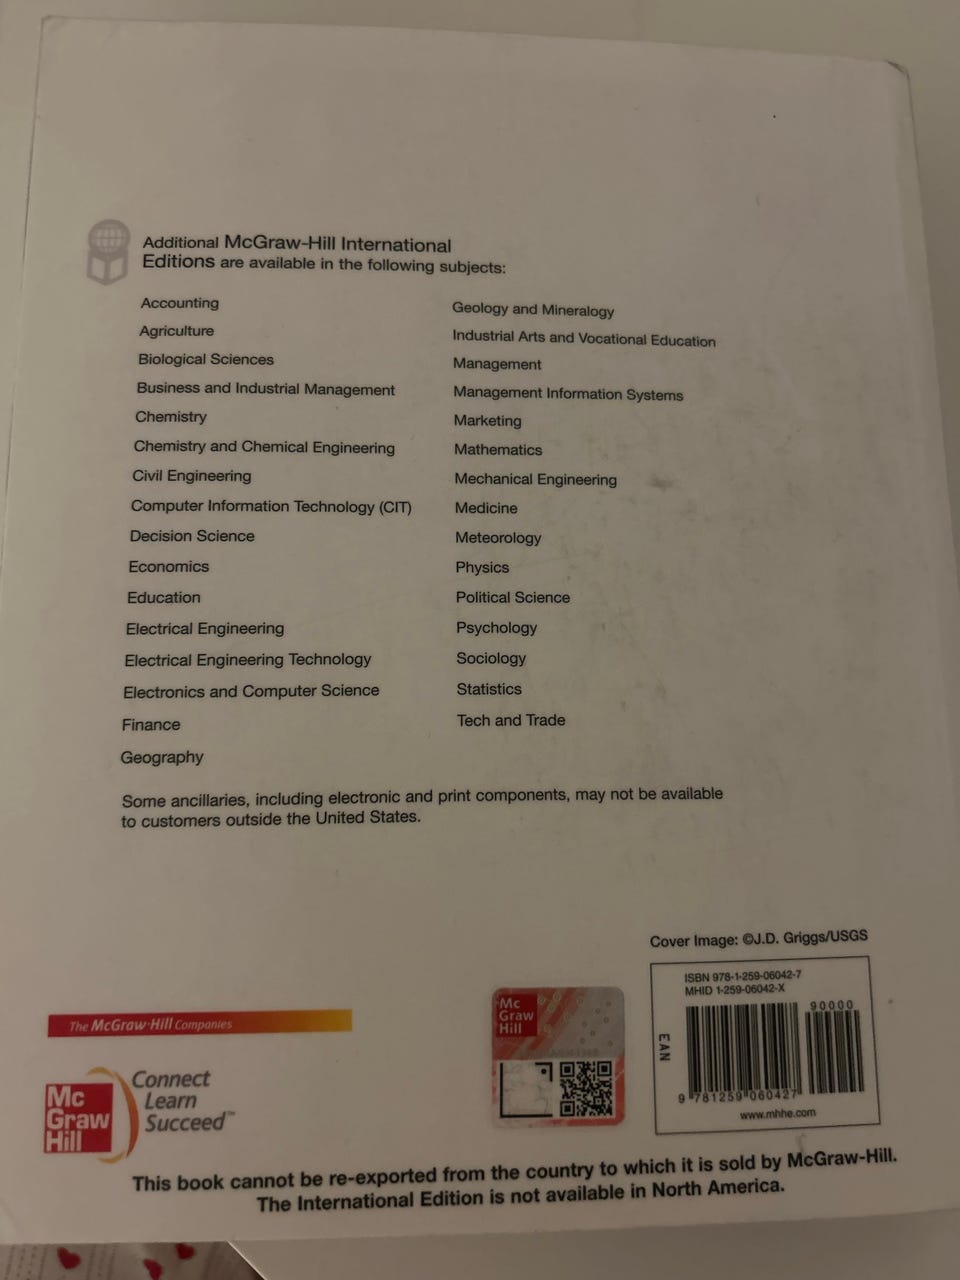 Additional McGraw-Hill International
Editions are available in the following subjects:
Accounting
Agriculture
Biological Sciences
Business and Industrial Management
Chemistry
Chemistry and Chemical Engineering
Civil Engineering
Computer Information Technology (CIT)
Decision Science
Economics
Education
Electrical Engineering
Electrical Engineering Technology
Electronics and Computer Science
Finance
Geography
Geology and Mineralogy
Industrial Arts and Vocational Education
Management
Management Information Systems
Marketing
Mathematics
Mechanical Engineering
Medicine
Meteorology
Physics
Political Science
Psychology
Sociology
Statistics
Tech and Trade
Some ancillaries, including electronic and print components, may not be available
to customers outside the United States.
Cover Image: ©J.D. Griggs/USGS
ISBN 978-1-259-06042-7
MHID 1-259-06042-X
90000
EAN
9 781259 060427
www.mhhe.com
Mc
Graw
Hill
The McGraw-Hill Companies
Mc
Graw
Hill
Connect
Learn
Succeed™
This book cannot be re-exported from the country to which it is sold by McGraw-Hill.
The International Edition is not available in North America.